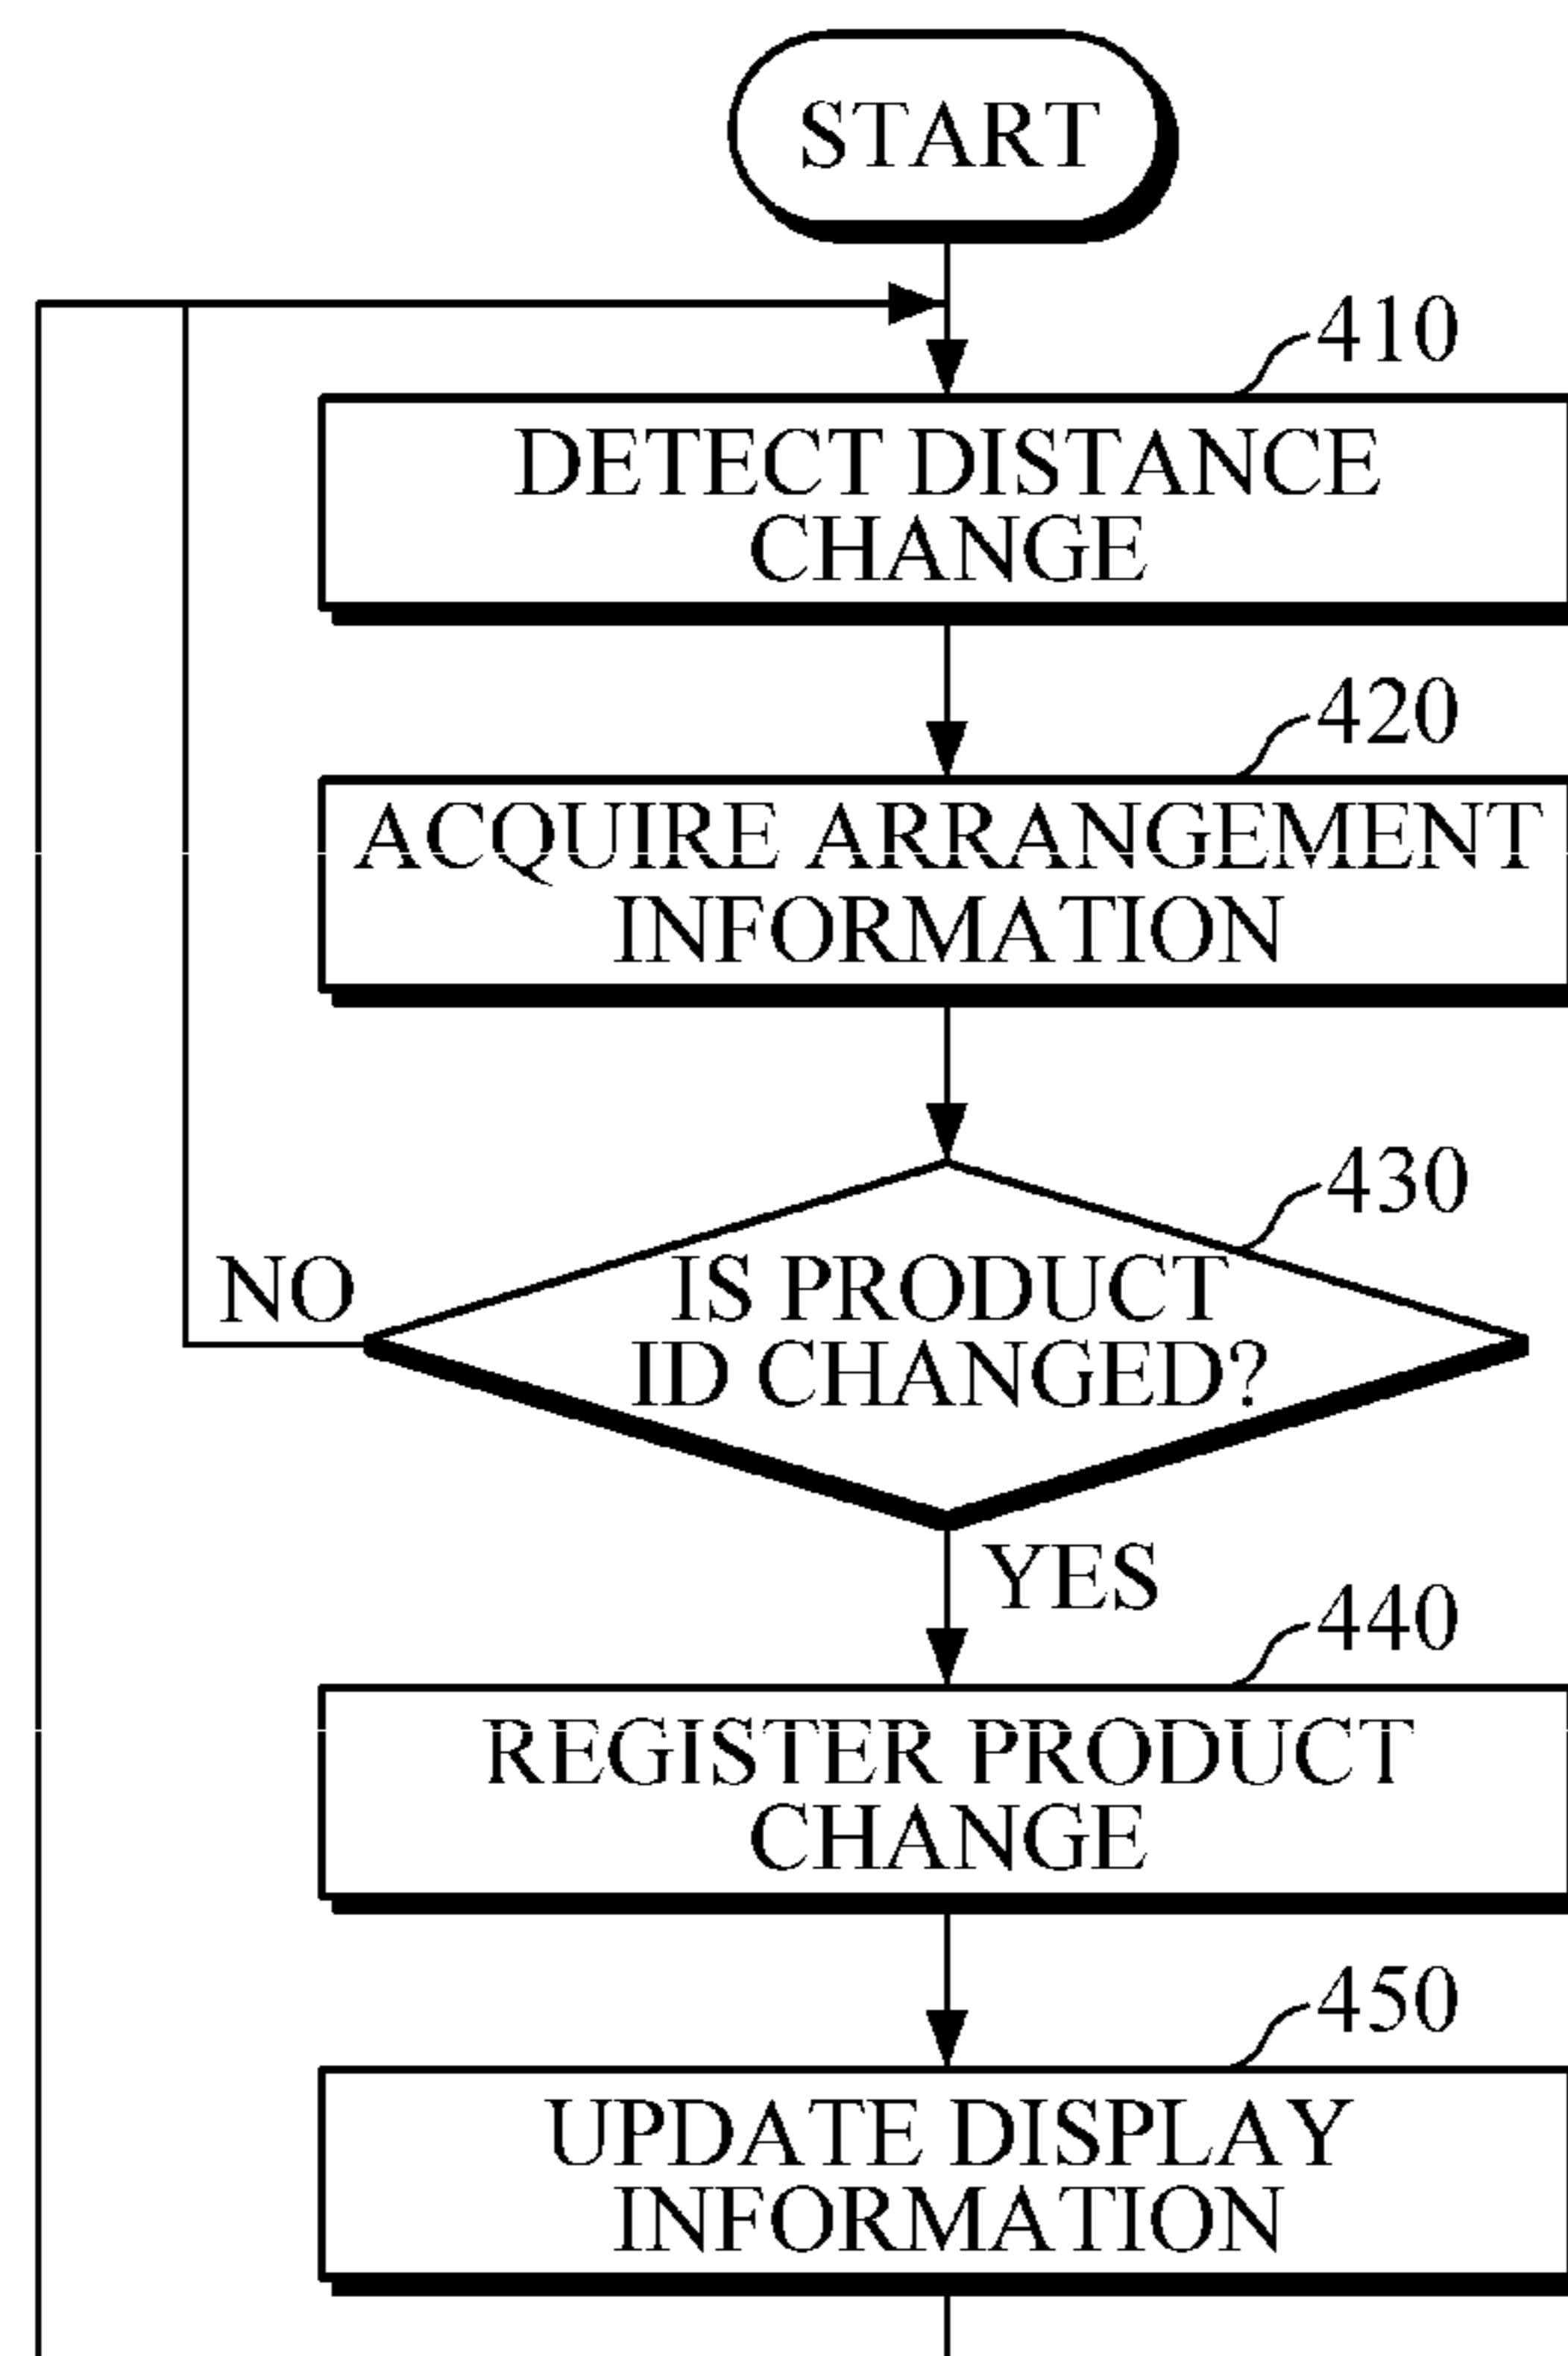 START
410
DETECT DISTANCE
CHANGE
420
ACQUIRE ARRANGEMENT
INFORMATION
430
IS PRODUCT
ID CHANGED?
NO
YES
440
REGISTER PRODUCT
CHANGE
450
UPDATE DISPLAY
INFORMATION